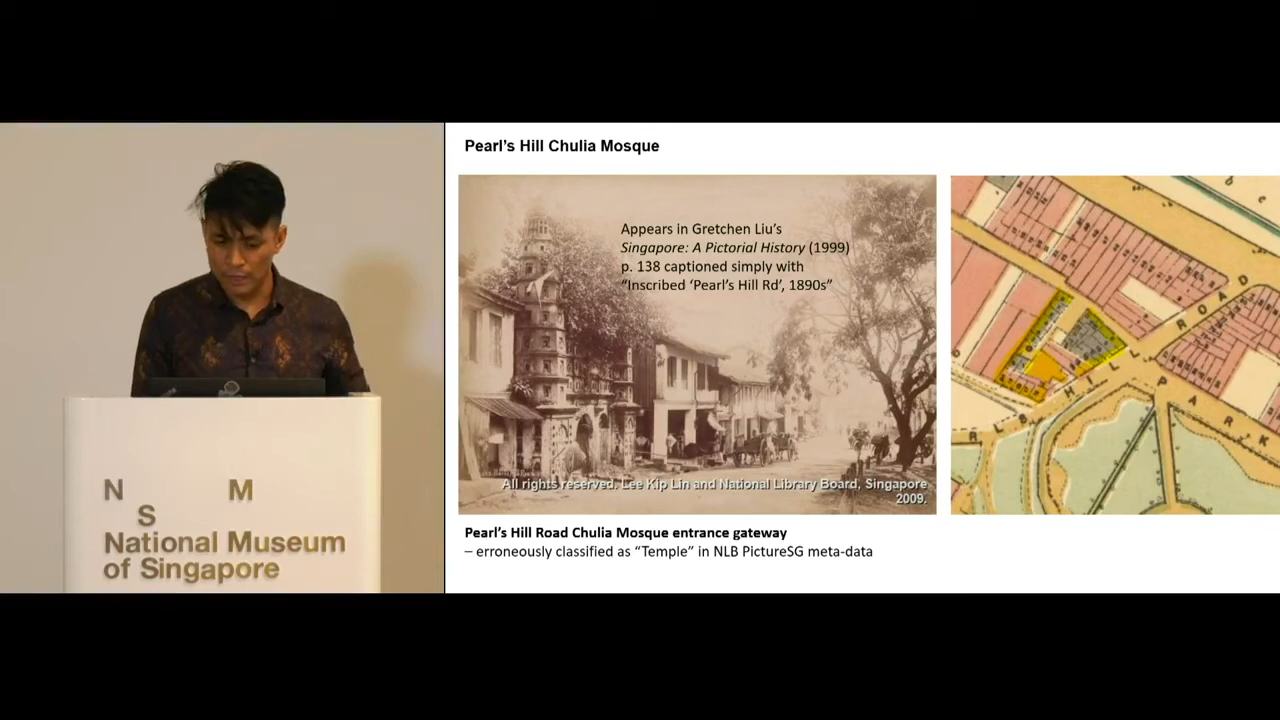 Pearl's Hill Chulia Mosque
Appears in Gretchen Liu's
Singapore: A Pictorial History (1999)
p. 138 captioned simply with
"Inscribed 'Pearl's Hill Rd', 1890s"
All rights reserved, Lee Kip Lin and National Library Board, Singapore
2009.
ROAD
HILL
PARK
Pearl's Hill Road Chulia Mosque entrance gateway
– erroneously classified as "Temple" in NLB PictureSG meta-data
N M
S
National Museum
of Singapore